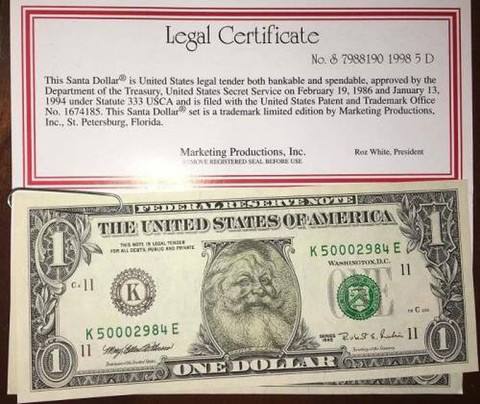 Legal Certificate
No. S 7988190 1998 5 D
This Santa Dollar® is United States legal tender both bankable and spendable, approved by the
Department of the Treasury, United States Secret Service on February 19, 1986 and January 13,
1994 under Statute 333 USCA and is filed with the United States Patent and Trademark Office
No. 1674185. This Santa Dollar® set is a trademark limited edition by Marketing Productions,
Inc., St. Petersburg, Florida.
Marketing Productions, Inc.
REMOVE REGISTERED SEAL BEFORE USE
Roz White, President
FEDERAL RESERVE NOTE
THE UNITED STATES OF AMERICA
THIS NOTE IS LEGAL TENDER
FOR ALL DEBTS, PUBLIC AND PRIVATE
K 50002984 E
WASHINGTON, D.C.
1
1
11
11
K
K 50002984 E
11
11
SERIES
1
1
ONE DOLLAR